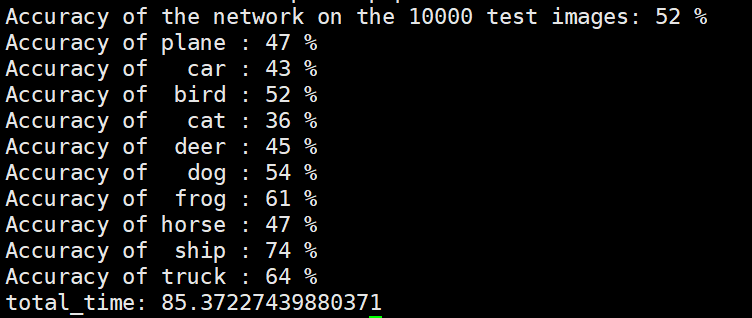 Accuracy of the network on the 10000 test images: 52 %
Accuracy of plane : 47 %
Accuracy of   car : 43 %
Accuracy of  bird : 52 %
Accuracy of   cat : 36 %
Accuracy of  deer : 45 %
Accuracy of   dog : 54 %
Accuracy of  frog : 61 %
Accuracy of horse : 47 %
Accuracy of  ship : 74 %
Accuracy of truck : 64 %
total_time: 85.37227439880371